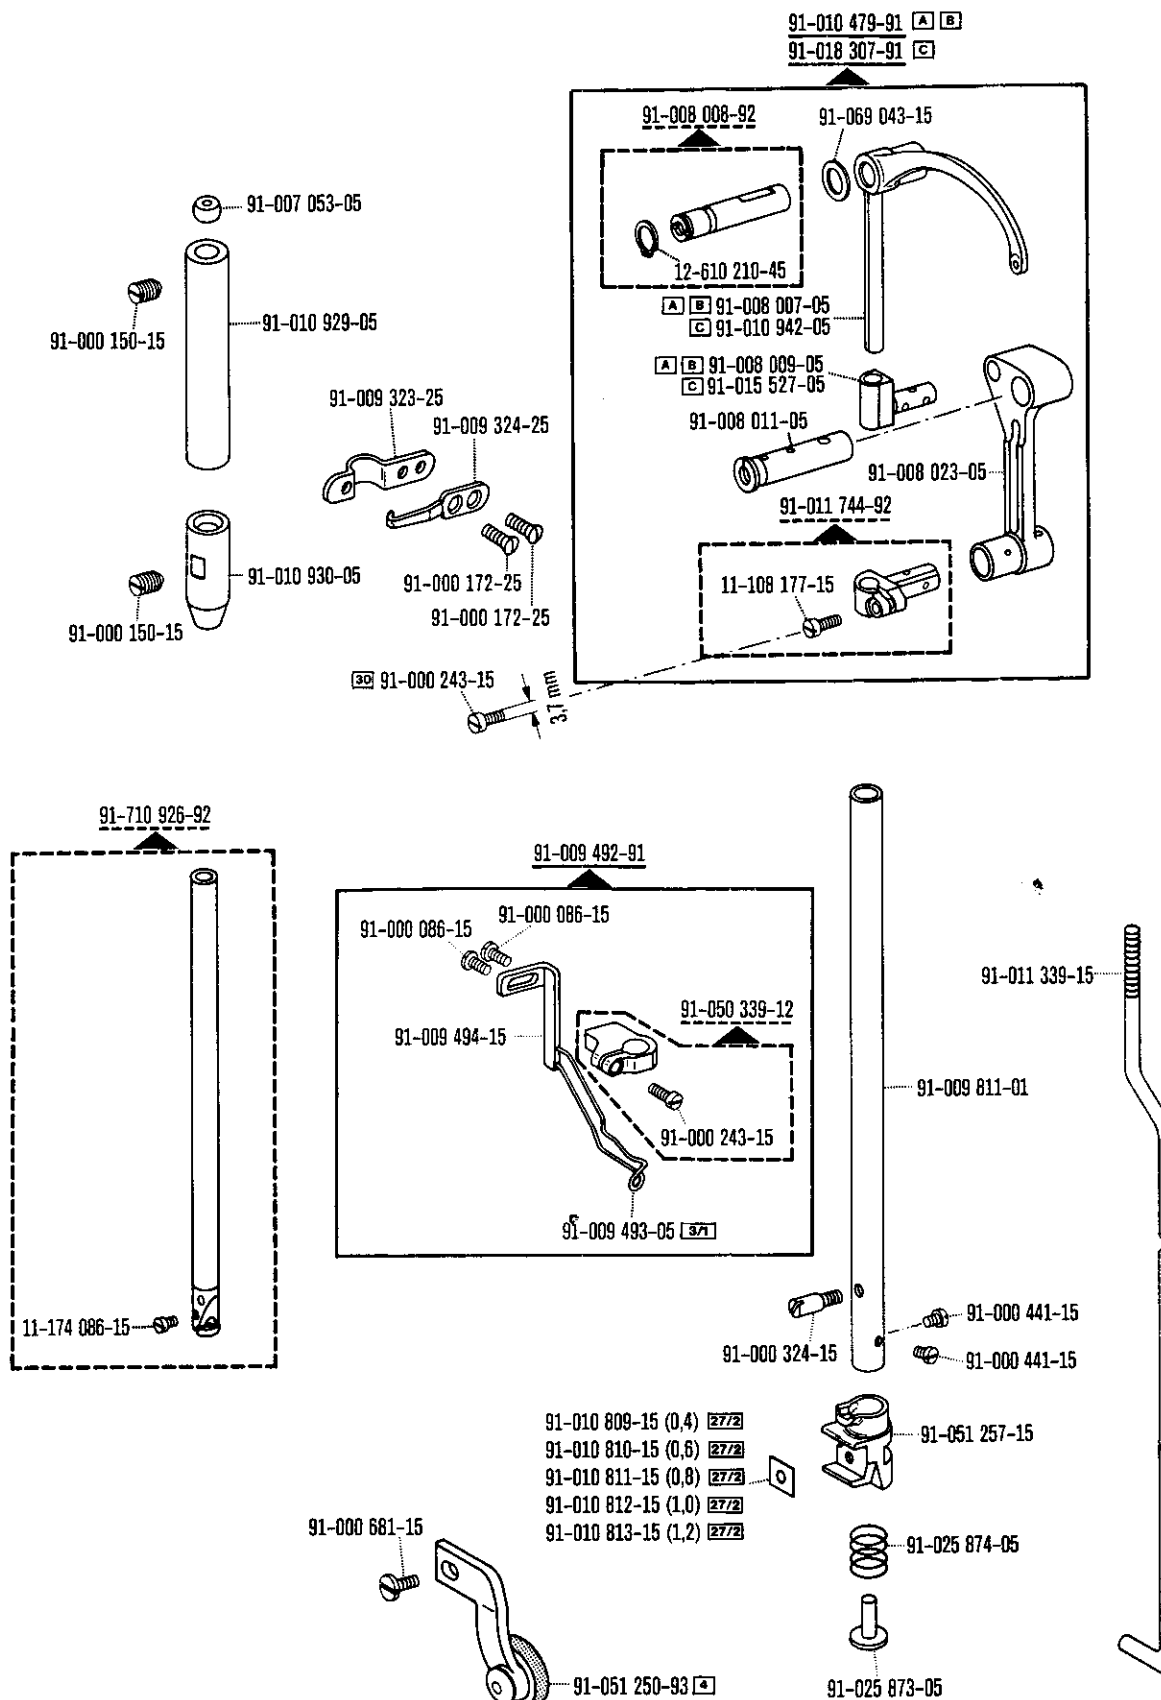 91-010 479-91 A B
91-018 307-91 C
91-008 008-92
91-069 043-15
91-007 053-05
12-610 210-45
91-000 150-15
91-010 929-05
A B 91-008 007-05
C 91-010 942-05
A B 91-008 009-05
C 91-015 527-05
91-009 323-25
91-009 324-25
91-008 011-05
91-008 023-05
91-011 744-92
91-010 930-05
91-000 172-25
11-108 177-15
91-000 150-15
91-000 172-25
30 91-000 243-15
3,7 mm
91-710 926-92
91-009 492-91
91-000 086-15
91-000 086-15
91-011 339-15
91-050 339-12
91-009 494-15
91-009 811-01
91-000 243-15
91-009 493-05 3/1
11-174 086-15
91-000 324-15
91-000 441-15
91-000 441-15
91-010 809-15 (0,4) 27/2
91-010 810-15 (0,6) 27/2
91-010 811-15 (0,8) 27/2
91-010 812-15 (1,0) 27/2
91-010 813-15 (1,2) 27/2
91-051 257-15
91-000 681-15
91-025 874-05
91-051 250-93 4
91-025 873-05